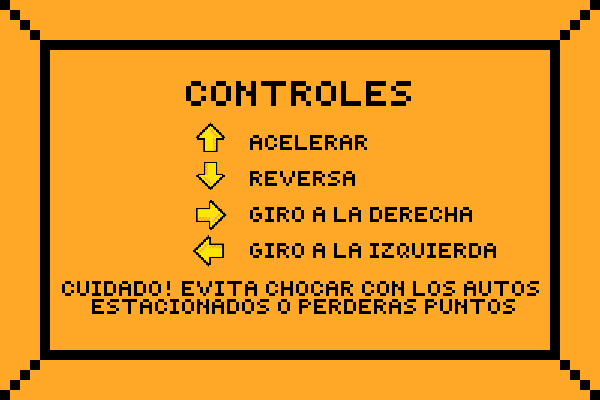 CONTROLES
ACELERAR
REVERSA
GIRO A LA DERECHA
GIRO A LA IZQUIERDA
CUIDADO! EVITA CHOCAR CON LOS AUTOS
ESTACIONADOS O PERDERAS PUNTOS